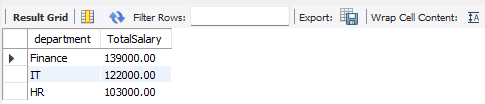 Result Grid Filter Rows: Export: Wrap Cell Content: IA
department TotalSalary
Finance 139000.00
IT 122000.00
HR 103000.00